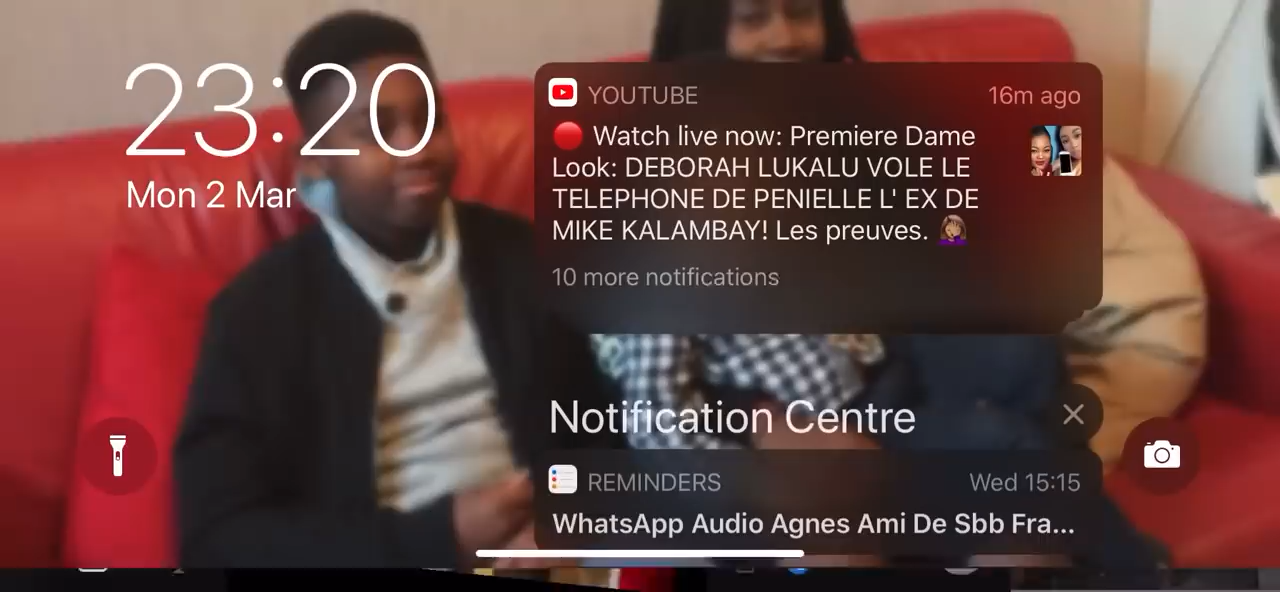 23:20
Mon 2 Mar
YOUTUBE
16m ago
🔴 Watch live now: Premiere Dame
Look: DEBORAH LUKALU VOLE LE
TELEPHONE DE PENIELLE L' EX DE
MIKE KALAMBAY! Les preuves. 🤦🏽‍♀️
10 more notifications
Notification Centre
REMINDERS
Wed 15:15
WhatsApp Audio Agnes Ami De Sbb Fra...